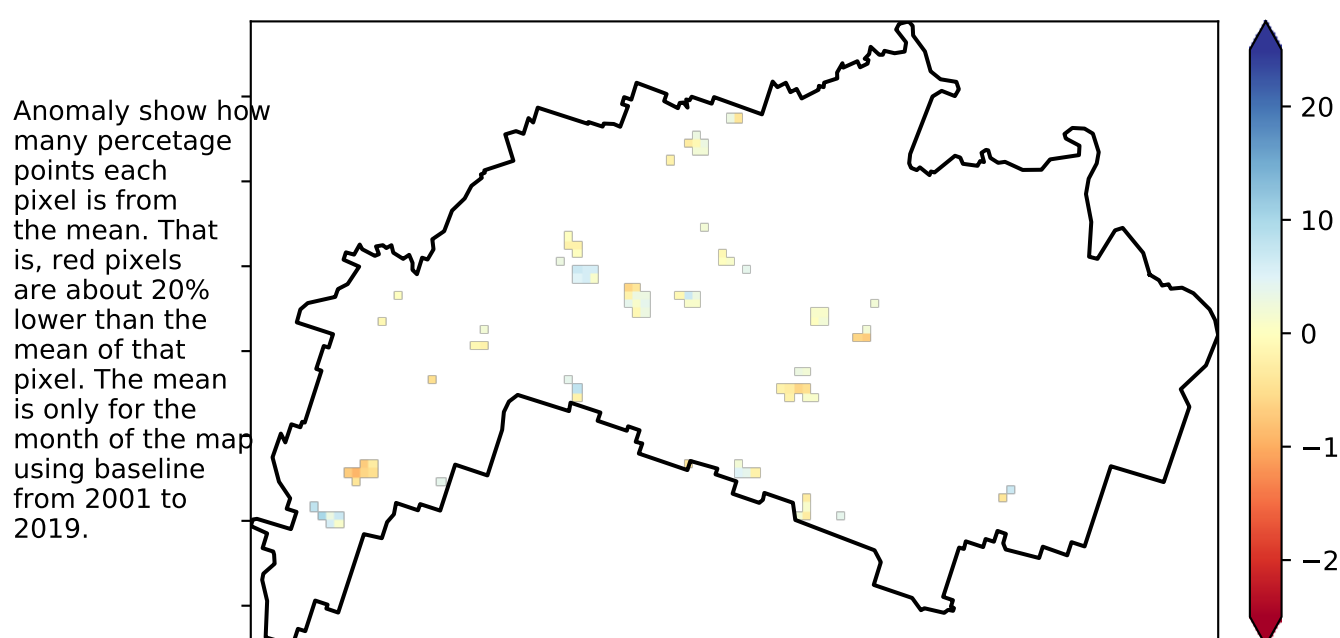 Anomaly show how
many percetage
points each
pixel is from
the mean. That
is, red pixels
are about 20%
lower than the
mean of that
pixel. The mean
is only for the
month of the map
using baseline
from 2001 to
2019.
20
10
0
−1
−2